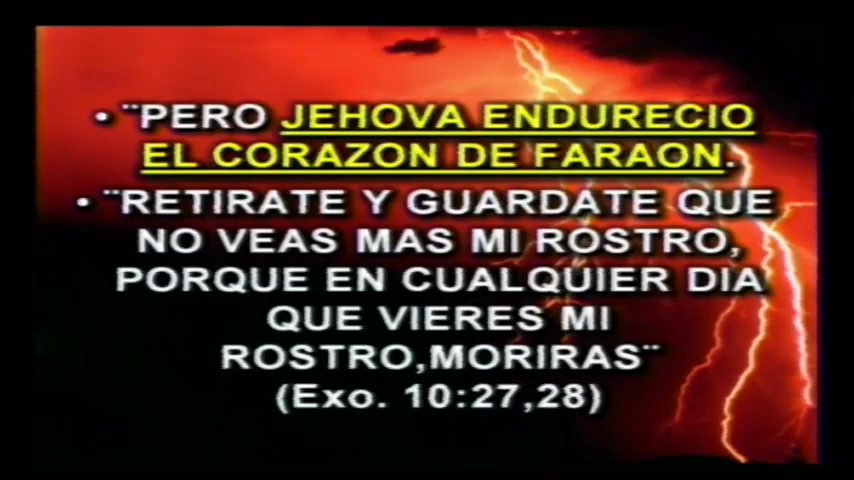 • ¨PERO JEHOVA ENDURECIO
EL CORAZON DE FARAON.
• ¨RETIRATE Y GUARDATE QUE
NO VEAS MAS MI ROSTRO,
PORQUE EN CUALQUIER DIA
QUE VIERES MI
ROSTRO,MORIRAS¨
(Exo. 10:27,28)